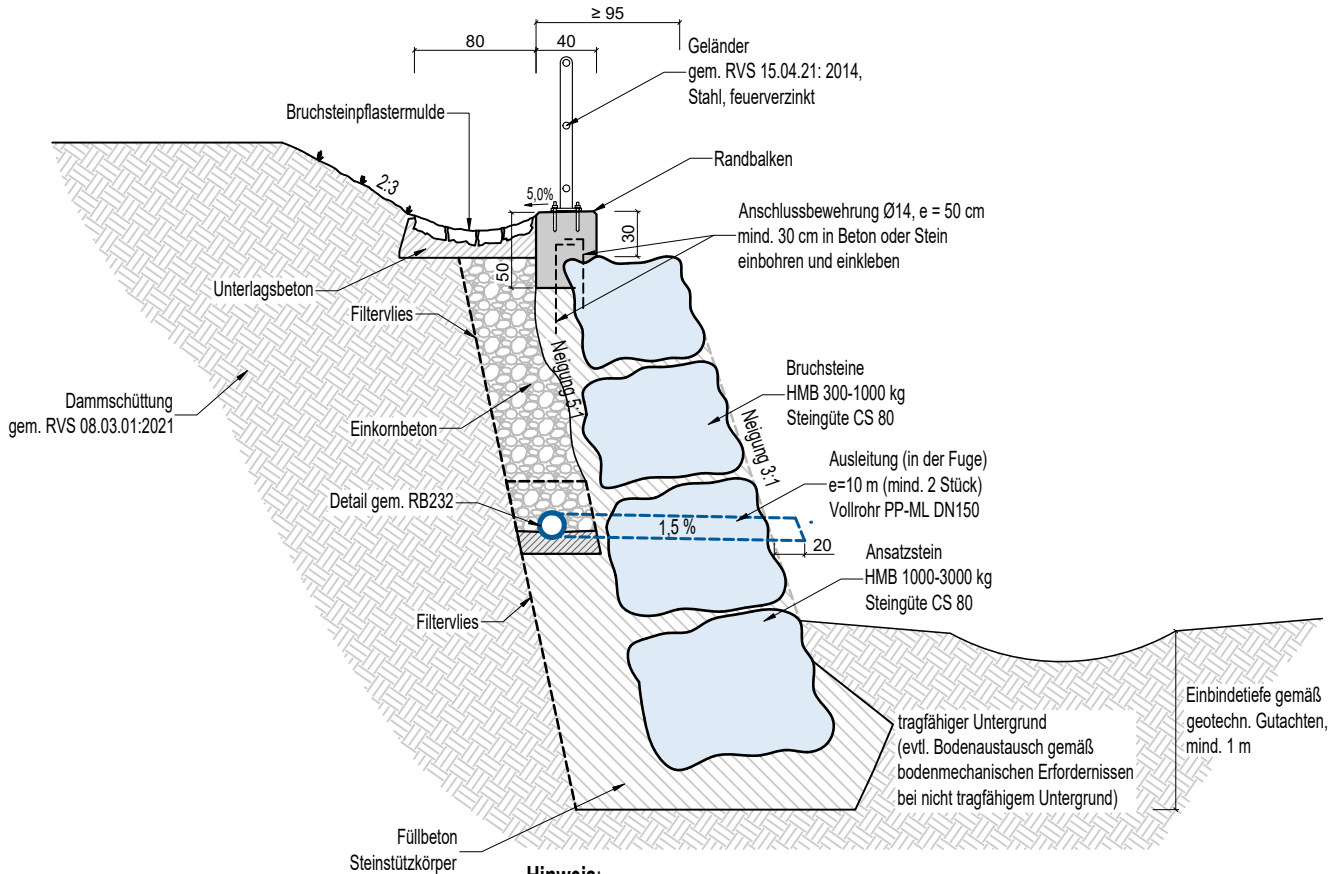 ≥ 95
80
40
Geländer
gem. RVS 15.04.21: 2014,
Stahl, feuerverzinkt
Bruchsteinpflastermulde
Randbalken
2:3
5,0%
Anschlussbewehrung Ø14, e = 50 cm
mind. 30 cm in Beton oder Stein
einbohren und einkleben
30
50
Unterlagsbeton
Filtervlies
Neigung 5:1
Bruchsteine
HMB 300-1000 kg
Steingüte CS 80
Dammschüttung
gem. RVS 08.03.01:2021
Einkornbeton
Neigung 3:1
Ausleitung (in der Fuge)
e=10 m (mind. 2 Stück)
Vollrohr PP-ML DN150
Detail gem. RB232
1,5 %
20
Ansatzstein
HMB 1000-3000 kg
Steingüte CS 80
Filtervlies
Einbindetiefe gemäß
geotechn. Gutachten,
mind. 1 m
tragfähiger Untergrund
(evtl. Bodenaustausch gemäß
bodenmechanischen Erfordernissen
bei nicht tragfähigem Untergrund)
Füllbeton
Steinstützkörper
Hinweis: